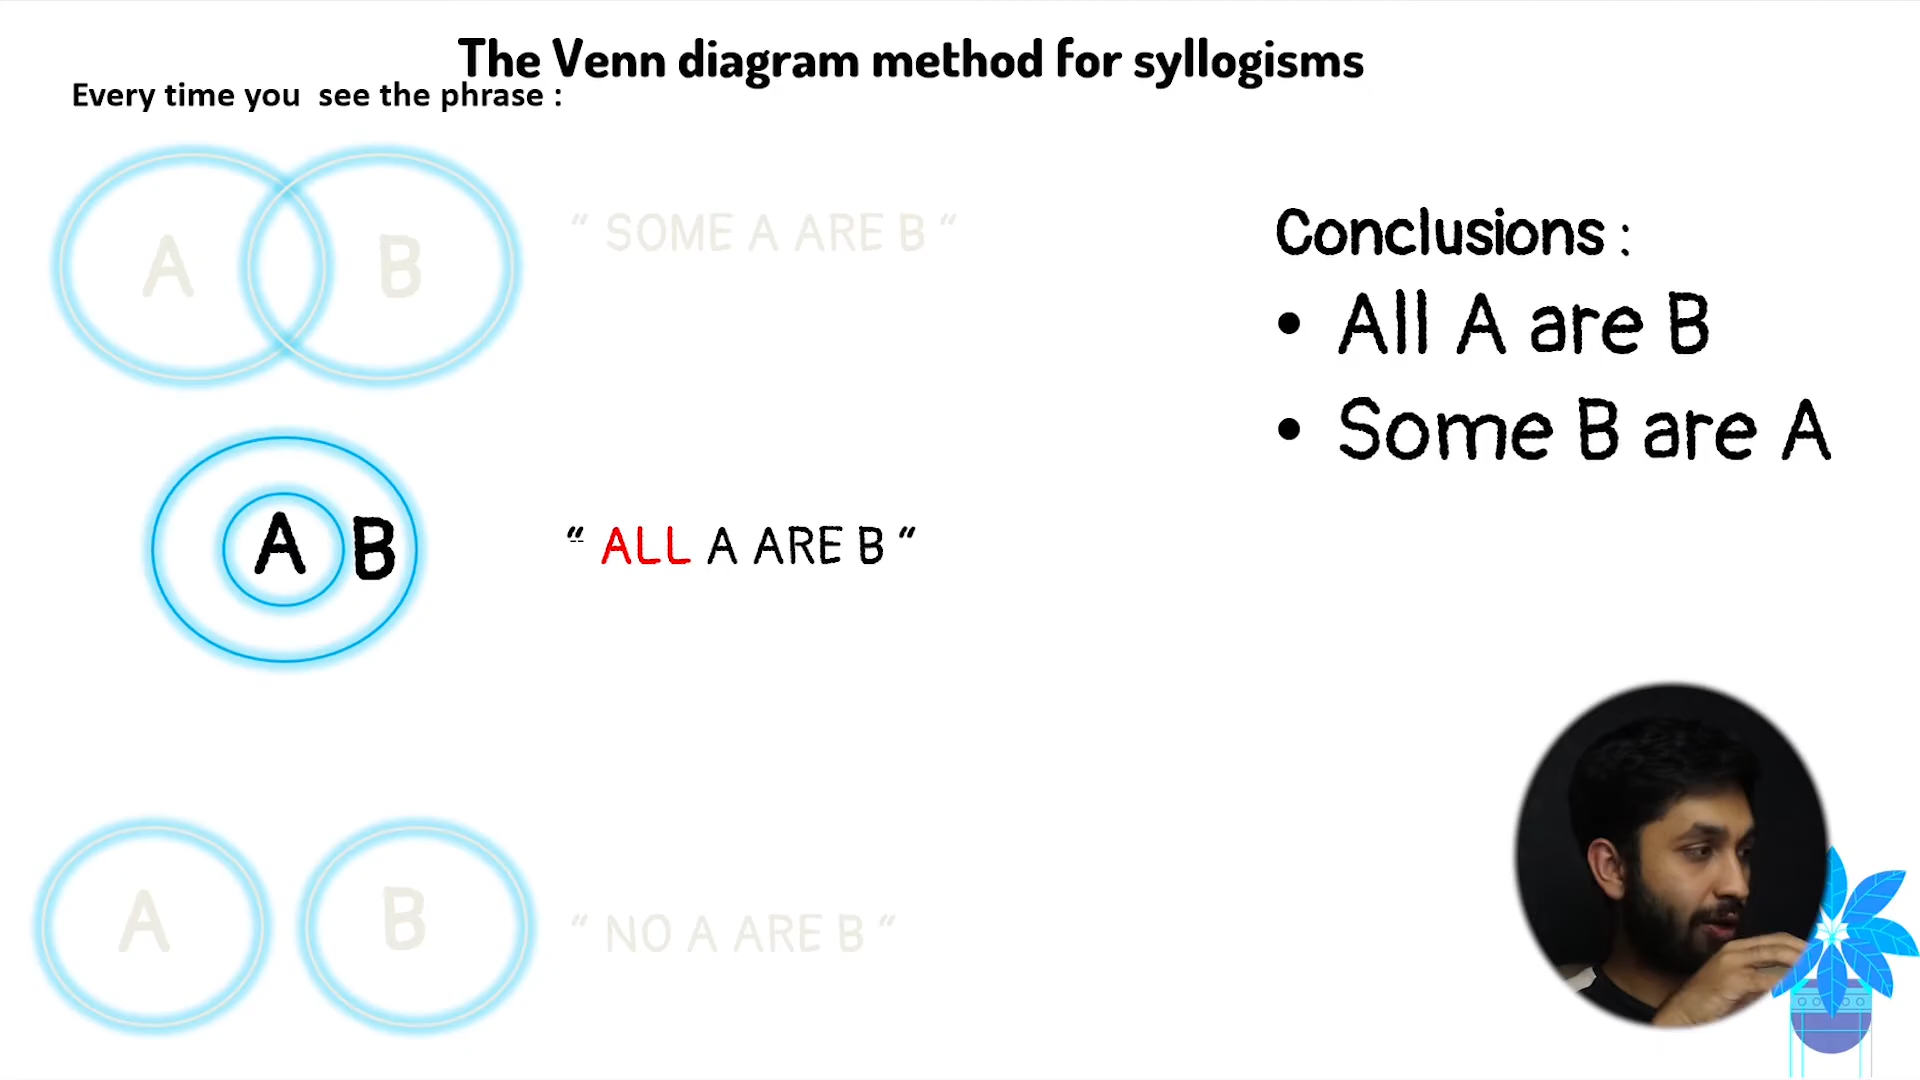 The Venn diagram method for syllogisms
Every time you see the phrase :
A B
“ SOME A ARE B “
Conclusions :
• All A are B
• Some B are A
A B
“ ALL A ARE B “
A B
“ NO A ARE B “